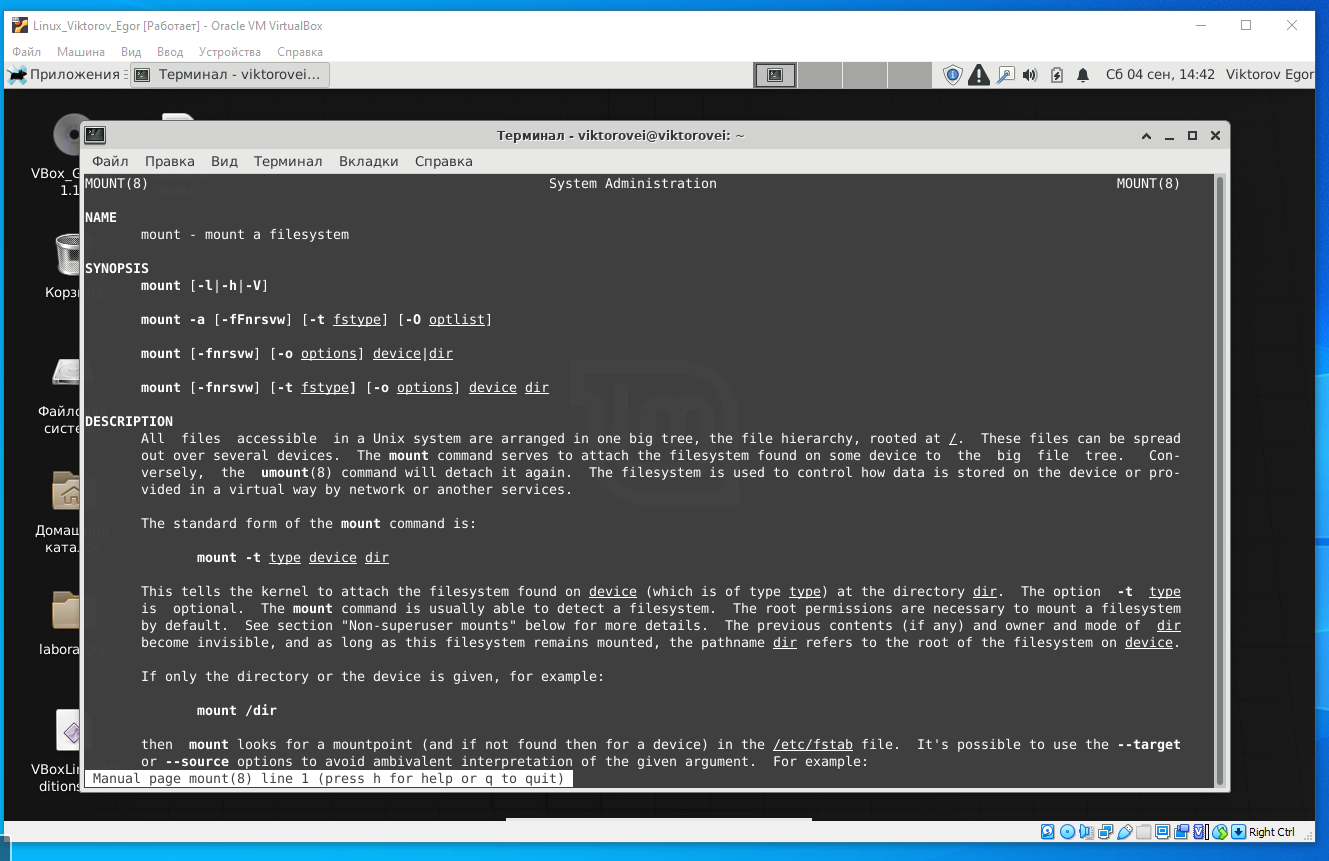 Linux_Viktorov_Egor [Работает] - Oracle VM VirtualBox
Файл Машина Вид Ввод Устройства Справка
Приложения Терминал - viktorovei... Сб 04 сен, 14:42 Viktorov Egor
Терминал - viktorovei@viktorovei: ~
Файл Правка Вид Терминал Вкладки Справка
MOUNT(8) System Administration MOUNT(8)
NAME
mount - mount a filesystem
SYNOPSIS
mount [-l|-h|-V]
mount -a [-fFnrsvw] [-t fstype] [-O optlist]
mount [-fnrsvw] [-o options] device|dir
mount [-fnrsvw] [-t fstype] [-o options] device dir
DESCRIPTION
All files accessible in a Unix system are arranged in one big tree, the file hierarchy, rooted at /. These files can be spread
out over several devices. The mount command serves to attach the filesystem found on some device to the big file tree. Con-
versely, the umount(8) command will detach it again. The filesystem is used to control how data is stored on the device or pro-
vided in a virtual way by network or another services.
The standard form of the mount command is:
mount -t type device dir
This tells the kernel to attach the filesystem found on device (which is of type type) at the directory dir. The option -t type
is optional. The mount command is usually able to detect a filesystem. The root permissions are necessary to mount a filesystem
by default. See section "Non-superuser mounts" below for more details. The previous contents (if any) and owner and mode of dir
become invisible, and as long as this filesystem remains mounted, the pathname dir refers to the root of the filesystem on device.
If only the directory or the device is given, for example:
mount /dir
then mount looks for a mountpoint (and if not found then for a device) in the /etc/fstab file. It's possible to use the --target
or --source options to avoid ambivalent interpretation of the given argument. For example:
Manual page mount(8) line 1 (press h for help or q to quit)
VBox_G
1.1
Корзина
Файло
систе
Домашний
каталог
labora
VBoxLin
ditions
Right Ctrl